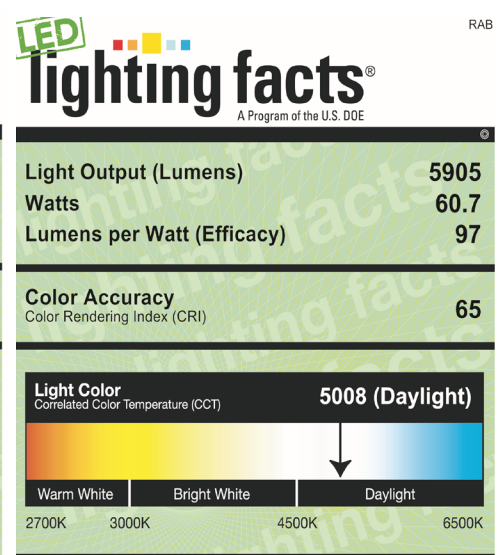 RAB
LED
lighting facts®
A Program of the U.S. DOE
Light Output (Lumens) 5905
Watts 60.7
Lumens per Watt (Efficacy) 97
Color Accuracy
Color Rendering Index (CRI) 65
Light Color
Correlated Color Temperature (CCT) 5008 (Daylight)
Warm White Bright White Daylight
2700K 3000K 4500K 6500K